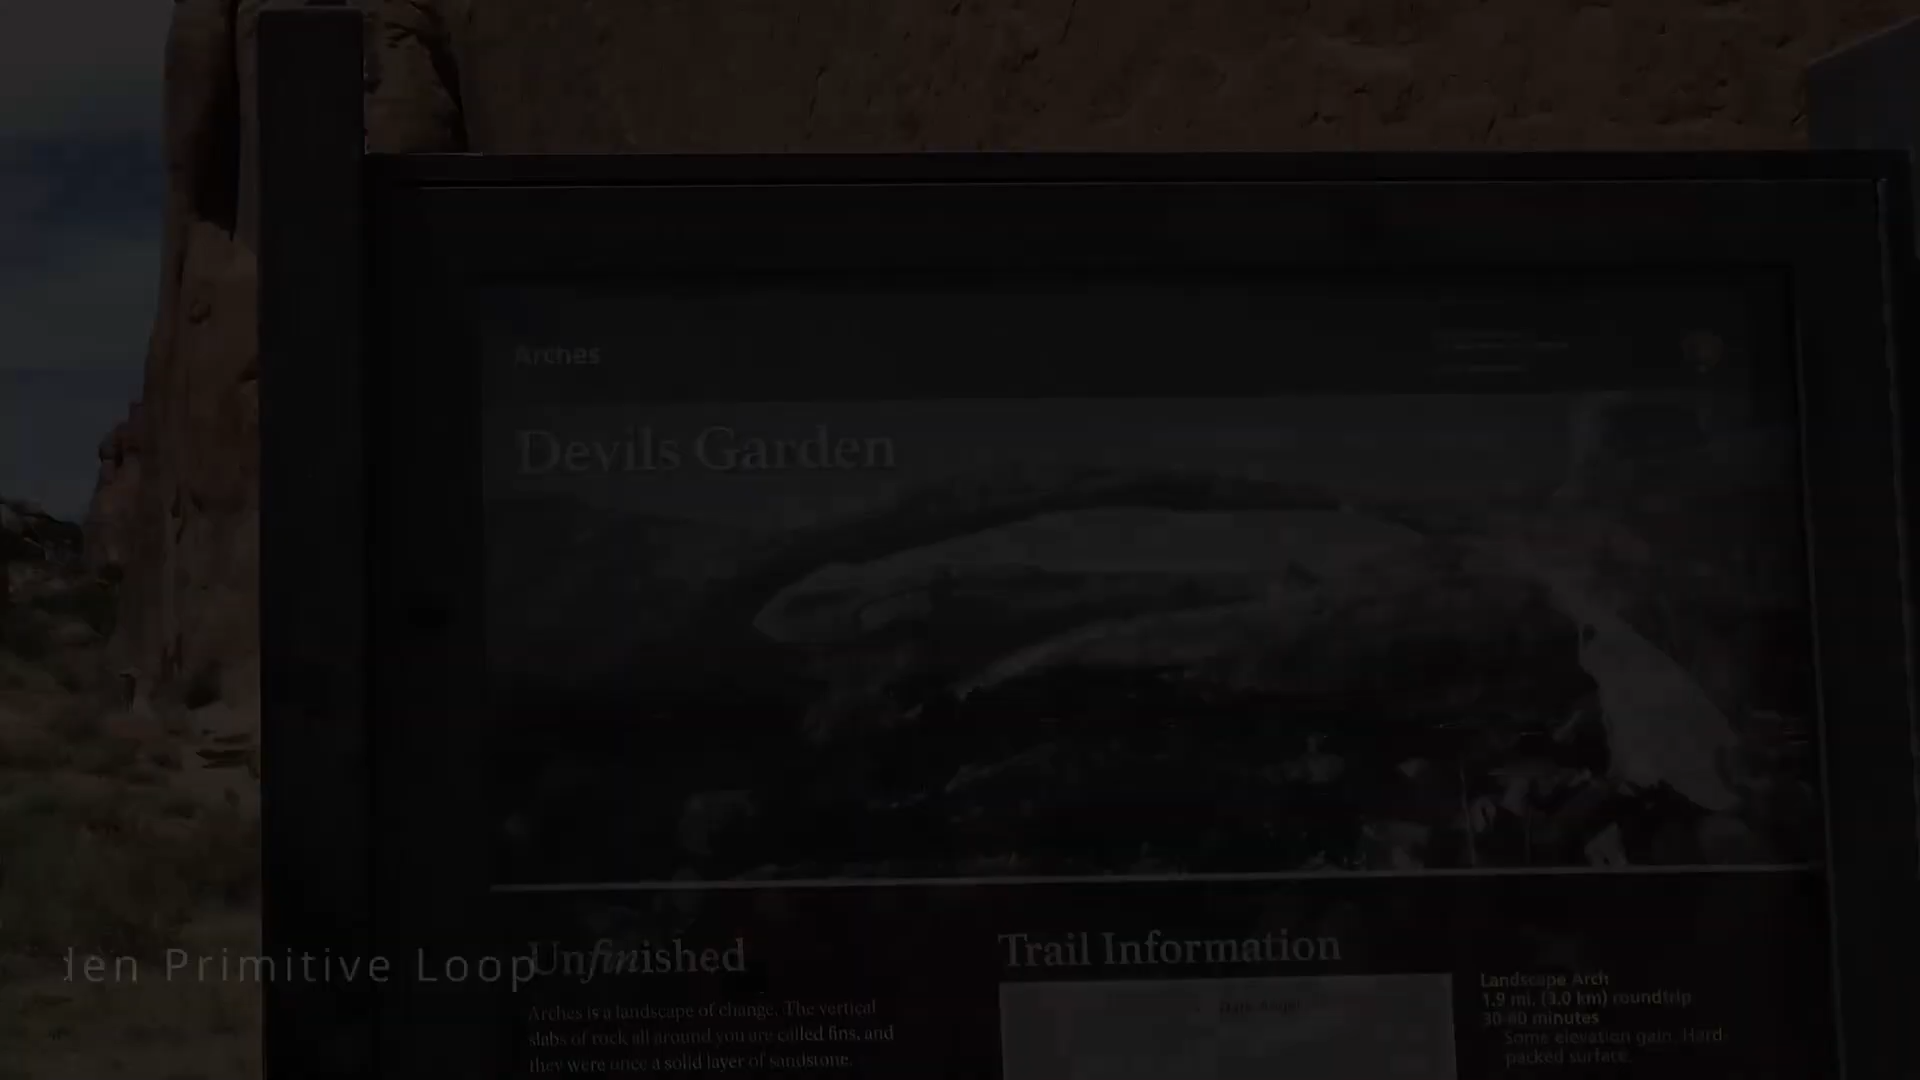 Arches
Devils Garden
den Primitive Loop
Unfinished
Arches is a landscape of change. The vertical
slabs of rock all around you are called fins, and
they were once a solid layer of sandstone.
Trail Information
Landscape Arch
1.9 mi. (3.0 km) roundtrip
30-60 minutes
Some elevation gain. Hard-
packed surface.